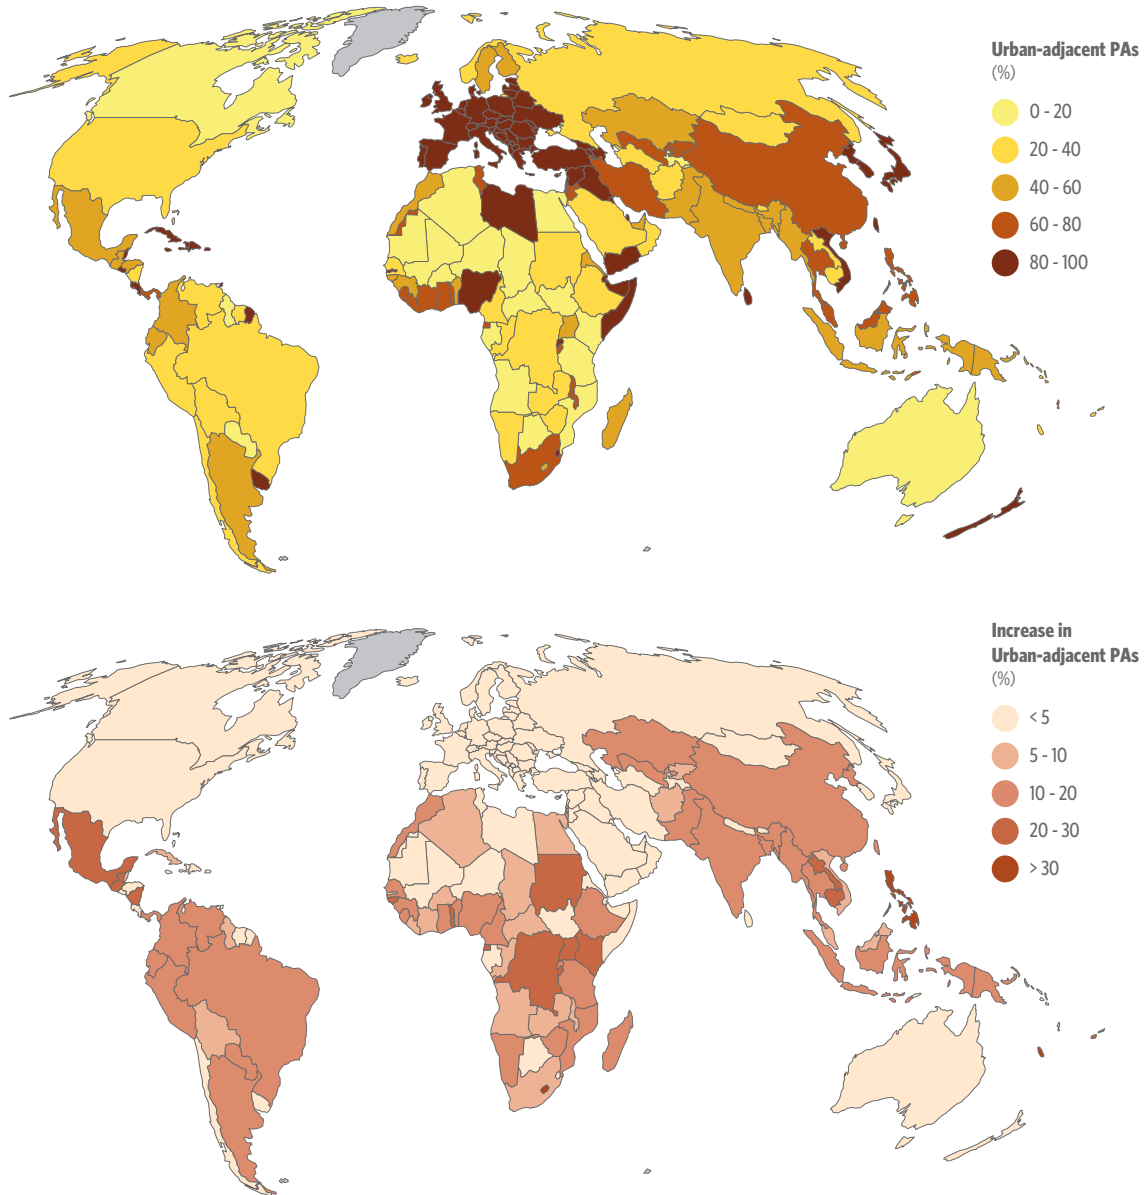 Urban-adjacent PAs
(%)
0 - 20
20 - 40
40 - 60
60 - 80
80 -100
Increase in
Urban-adjacent PAs
(%)
< 5
5 - 10
10 - 20
20 - 30
> 30